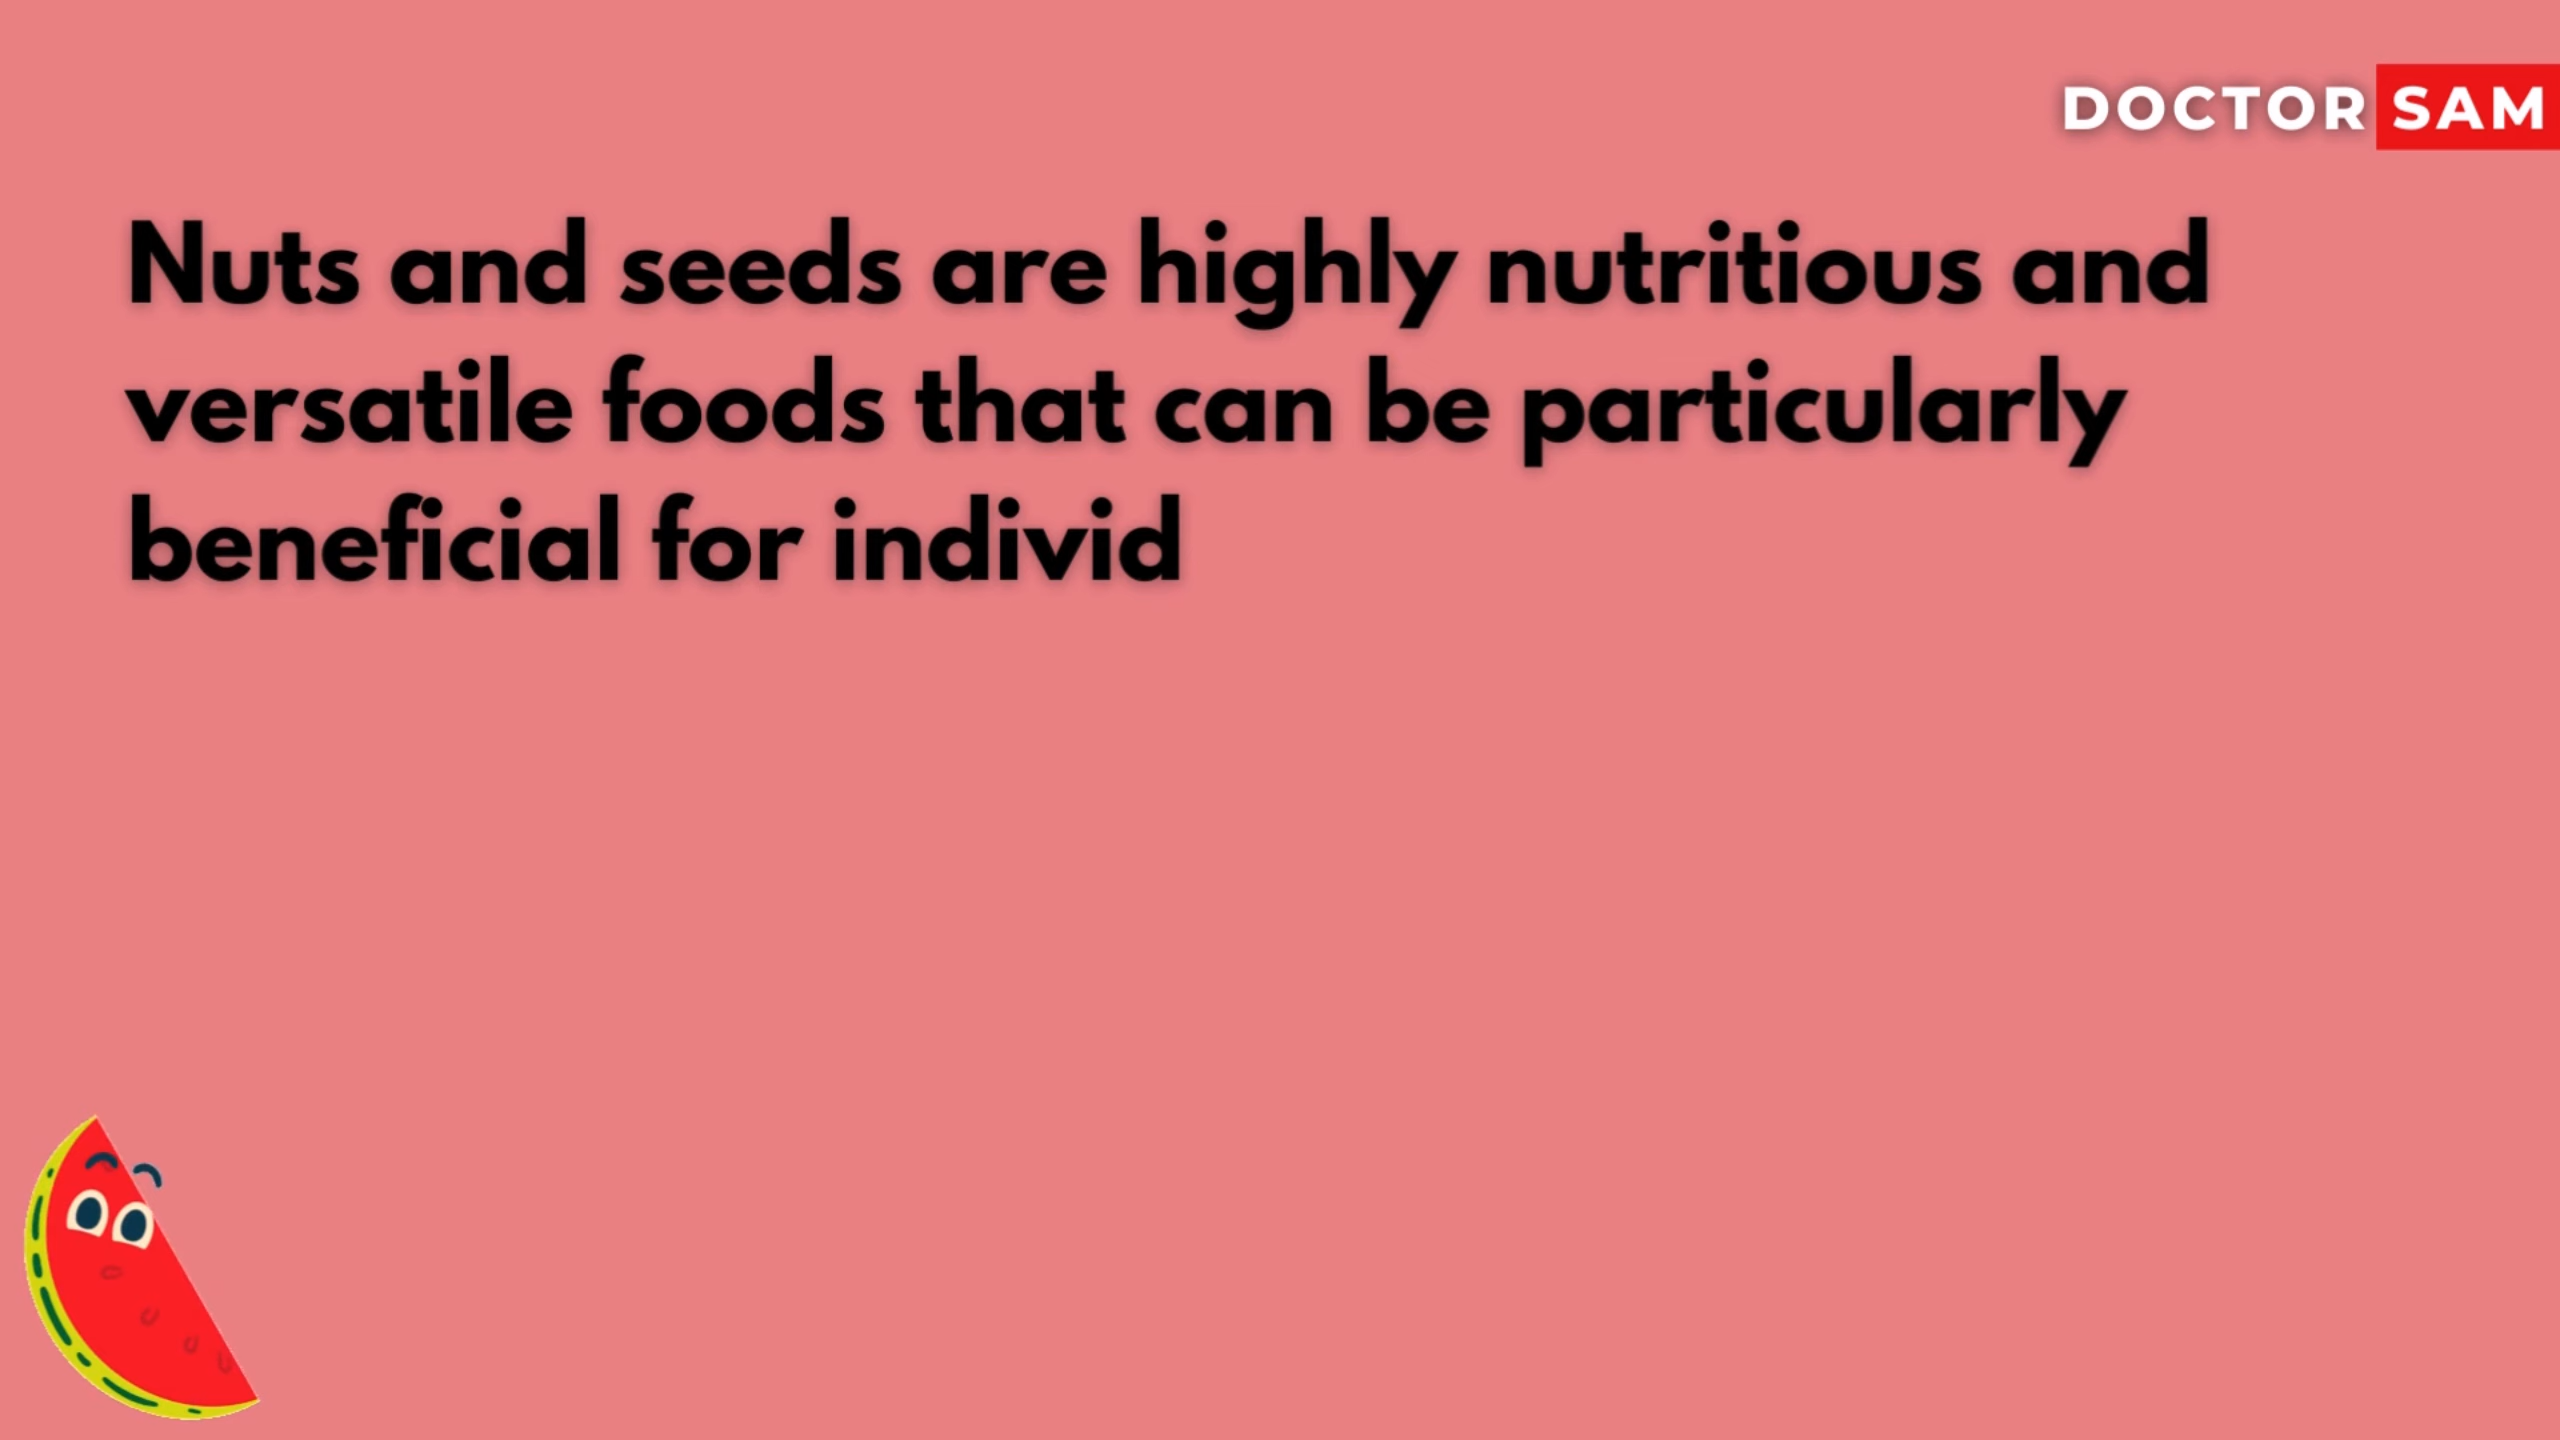 DOCTOR SAM
Nuts and seeds are highly nutritious and
versatile foods that can be particularly
beneficial for individ